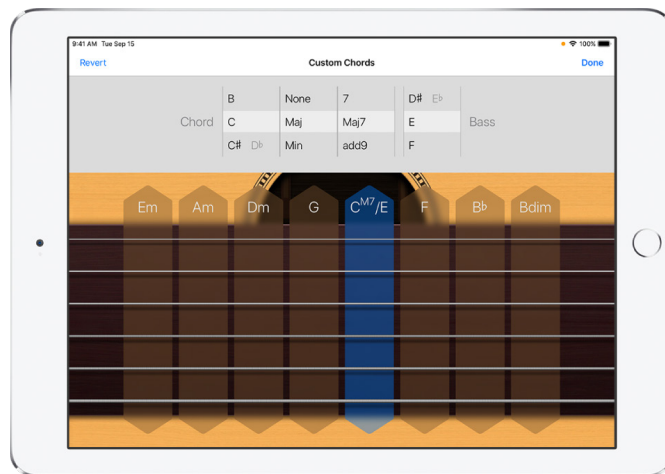 9:41 AM Tue Sep 15 100%
Revert Custom Chords Done
B None 7 D# E♭
Chord C Maj Maj7 E Bass
C# D♭ Min add9 F
Em Am Dm G C^M7/E F B♭ Bdim